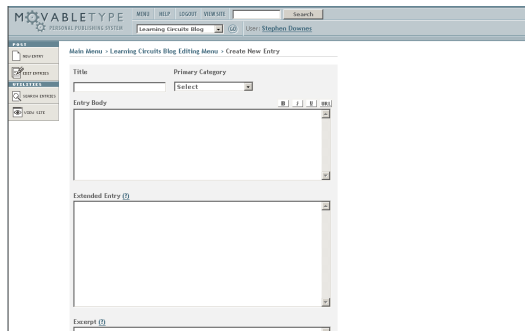 MOVABLETYPE
PERSONAL PUBLISHING SYSTEM
MENU HELP LOGOUT VIEW SITE Search
Learning Circuits Blog GO User: Stephen Downes
POST
NEW ENTRY
EDIT ENTRIES
UTILITIES
SEARCH ENTRIES
VIEW SITE
Main Menu > Learning Circuits Blog Editing Menu > Create New Entry
Title Primary Category
Select
Entry Body B I U URL
Extended Entry (?)
Excerpt (?)